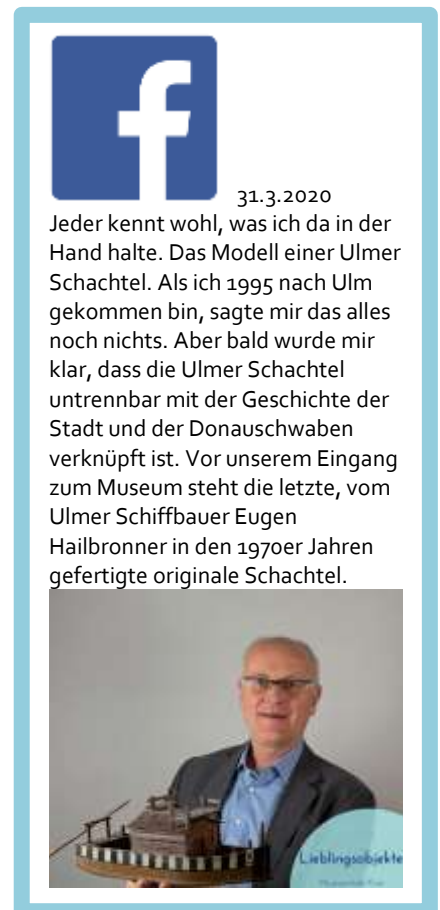 31.3.2020
Jeder kennt wohl, was ich da in der
Hand halte. Das Modell einer Ulmer
Schachtel. Als ich 1995 nach Ulm
gekommen bin, sagte mir das alles
noch nichts. Aber bald wurde mir
klar, dass die Ulmer Schachtel
untrennbar mit der Geschichte der
Stadt und der Donauschwaben
verknüpft ist. Vor unserem Eingang
zum Museum steht die letzte, vom
Ulmer Schiffbauer Eugen
Hailbronner in den 1970er Jahren
gefertigte originale Schachtel.
Lieblingsobjekte